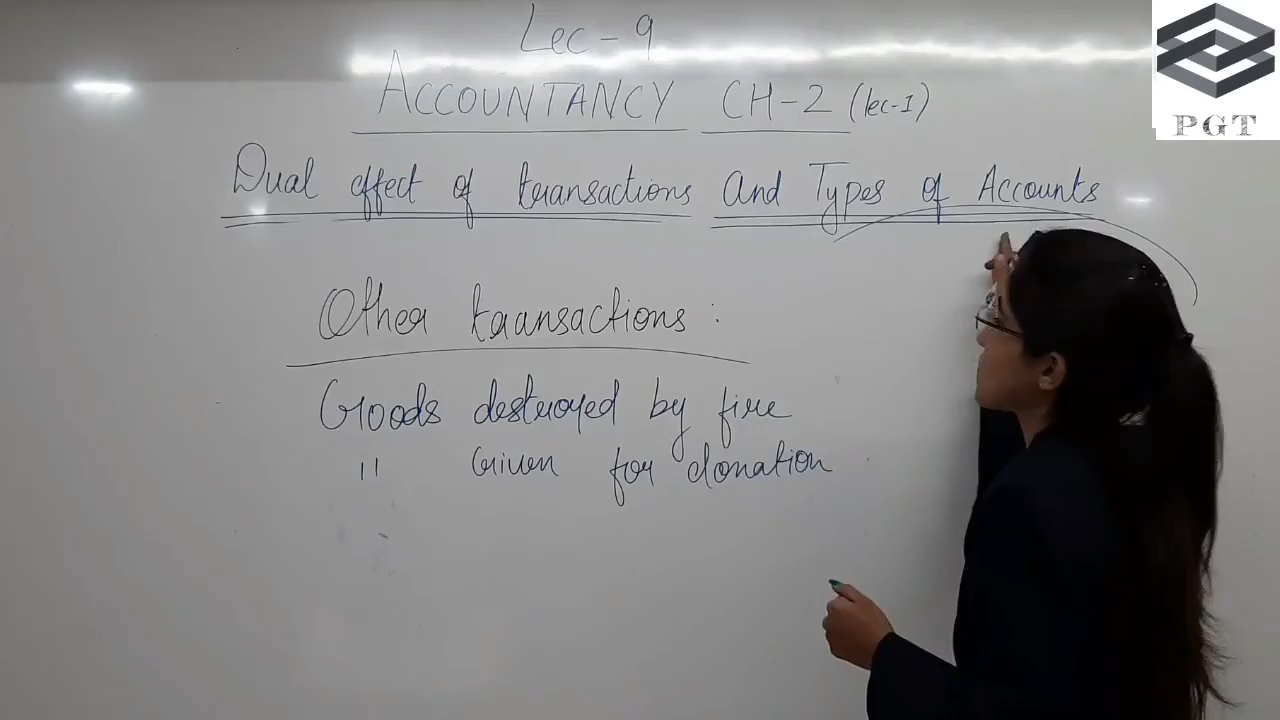 Lec - 9
ACCOUNTANCY CH-2 (lec-I)
Dual effect of transactions and Types of Accounts
Other transactions :
Goods destroyed by fire
" Given for donation
PGT